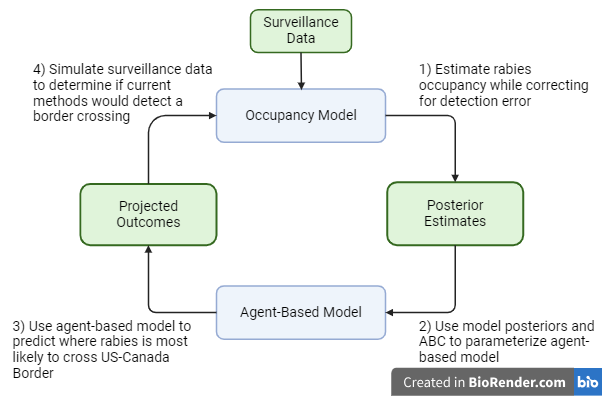 Surveillance
Data
4) Simulate surveillance data
to determine if current
methods would detect a
border crossing
1) Estimate rabies
occupancy while correcting
for detection error
Occupancy Model
Projected
Outcomes
Posterior
Estimates
Agent-Based Model
3) Use agent-based model to
predict where rabies is most
likely to cross US-Canada
Border
2) Use model posteriors and
ABC to parameterize agent-
based model
Created in BioRender.com bio